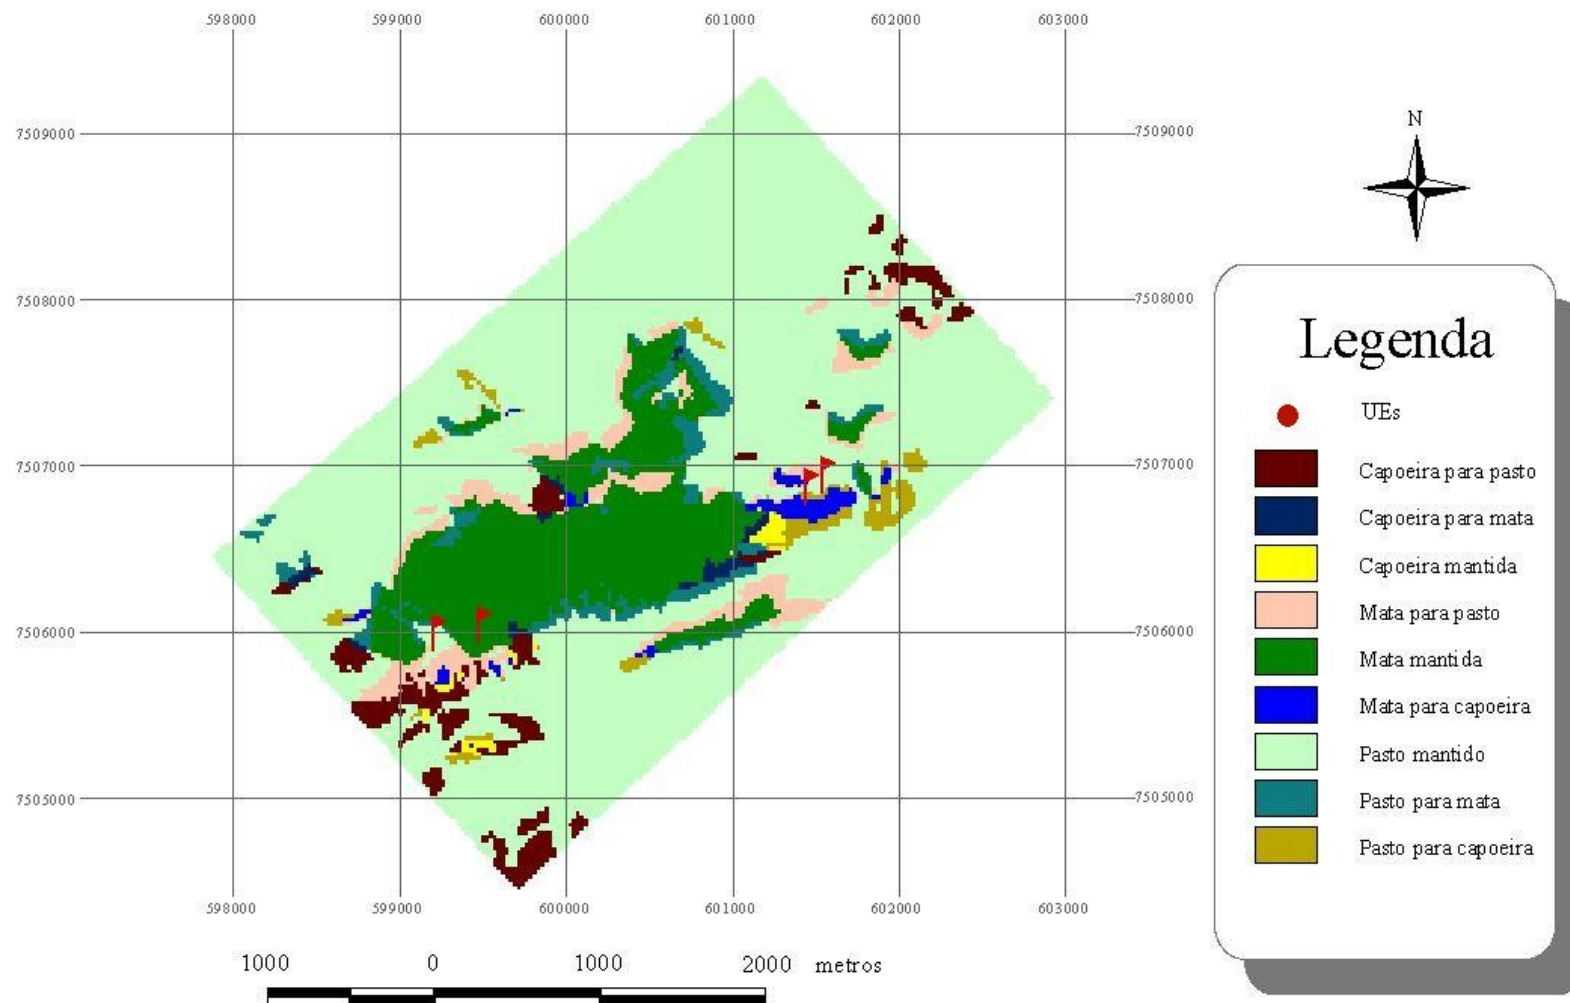 598000 599000 600000 601000 602000 603000
7509000 7509000
N
7508000 7508000
Legenda
UEs
7507000 7507000
Capoeira para pasto
Capoeira para mata
Capoeira mantida
Mata para pasto
7506000 7506000
Mata mantida
Mata para capoeira
Pasto mantido
7505000 7505000
Pasto para mata
Pasto para capoeira
598000 599000 600000 601000 602000 603000
1000 0 1000 2000 metros